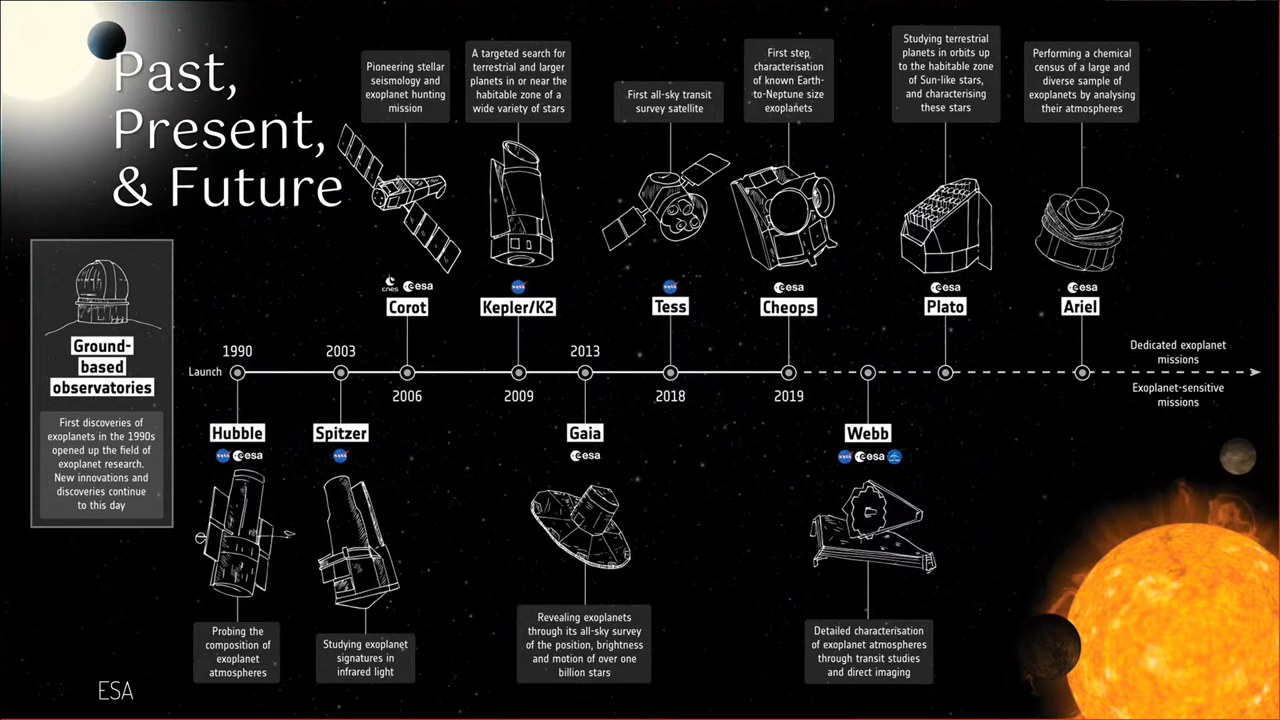 Past,
Present,
& Future
Pioneering stellar
seismology and
exoplanet hunting
mission
A targeted search for
terrestrial and larger
planets in or near the
habitable zone of a
wide variety of stars
First all-sky transit
survey satellite
First step
characterisation
of known Earth-
to-Neptune size
exoplanets
Studying terrestrial
planets in orbits up
to the habitable zone
of Sun-like stars,
and characterising
these stars
Performing a chemical
census of a large and
diverse sample of
exoplanets by analysing
their atmospheres
cnes esa
Corot
NASA
Kepler/K2
NASA
Tess
esa
Cheops
esa
Plato
esa
Ariel
Ground-
based
observatories
First discoveries of
exoplanets in the 1990s
opened up the field of
exoplanet research.
New innovations and
discoveries continue
to this day
Launch
1990
2003
2006
2009
2013
2018
2019
Dedicated exoplanet
missions
Exoplanet-sensitive
missions
Hubble
NASA esa
Spitzer
NASA
Gaia
esa
Webb
NASA esa
Probing the
composition of
exoplanet
atmospheres
Studying exoplanet
signatures in
infrared light
Revealing exoplanets
through its all-sky survey
of the position, brightness
and motion of over one
billion stars
Detailed characterisation
of exoplanet atmospheres
through transit studies
and direct imaging
ESA